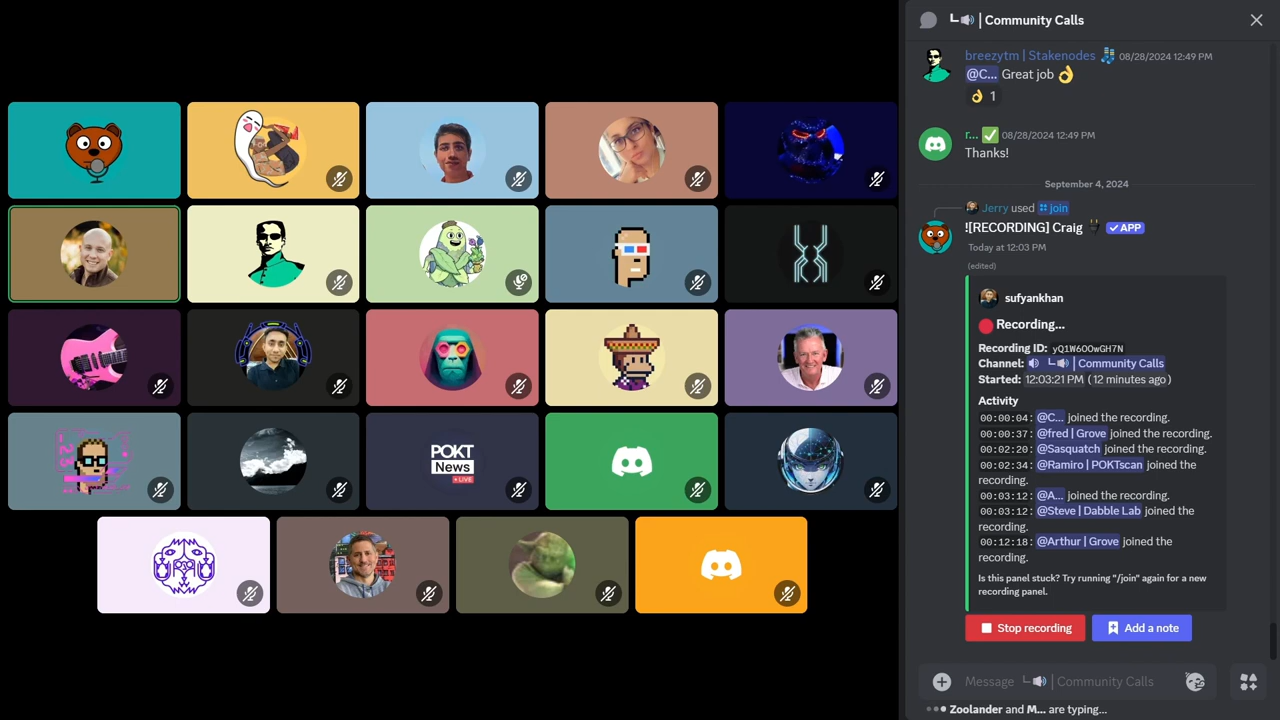 └🔊 | Community Calls
breezytm | Stakenodes 08/28/2024 12:49 PM
@C... Great job 👌
👌 1
r... ✅ 08/28/2024 12:49 PM
Thanks!
September 4, 2024
Jerry used join
![RECORDING] Craig ✓ APP
Today at 12:03 PM
(edited)
sufyankhan
🔴 Recording...
Recording ID: yQ1W6OOwGH7N
Channel: 🔊 └🔊 | Community Calls
Started: 12:03:21 PM (12 minutes ago)
Activity
00:00:04: @C... joined the recording.
00:00:37: @fred | Grove joined the recording.
00:02:20: @Sasquatch joined the recording.
00:02:34: @Ramiro | POKTscan joined the
recording.
00:03:12: @A... joined the recording.
00:03:12: @Steve | Dabble Lab joined the
recording.
00:12:18: @Arthur | Grove joined the
recording.
Is this panel stuck? Try running "/join" again for a new
recording panel.
Stop recording
Add a note
Message └🔊 | Community Calls
Zoolander and M... are typing...
POKT
News
LIVE